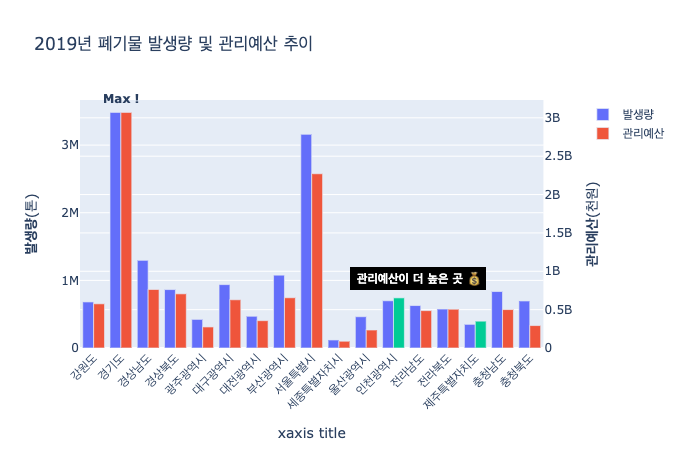 2019년 폐기물 발생량 및 관리예산 추이
Max !
발생량
관리예산
3M
2M
1M
0
발생량(톤)
3B
2.5B
2B
1.5B
1B
0.5B
0
관리예산(천원)
관리예산이 더 높은 곳 💰
강원도
경기도
경상남도
경상북도
광주광역시
대구광역시
대전광역시
부산광역시
서울특별시
세종특별자치시
울산광역시
인천광역시
전라남도
전라북도
제주특별자치도
충청남도
충청북도
xaxis title